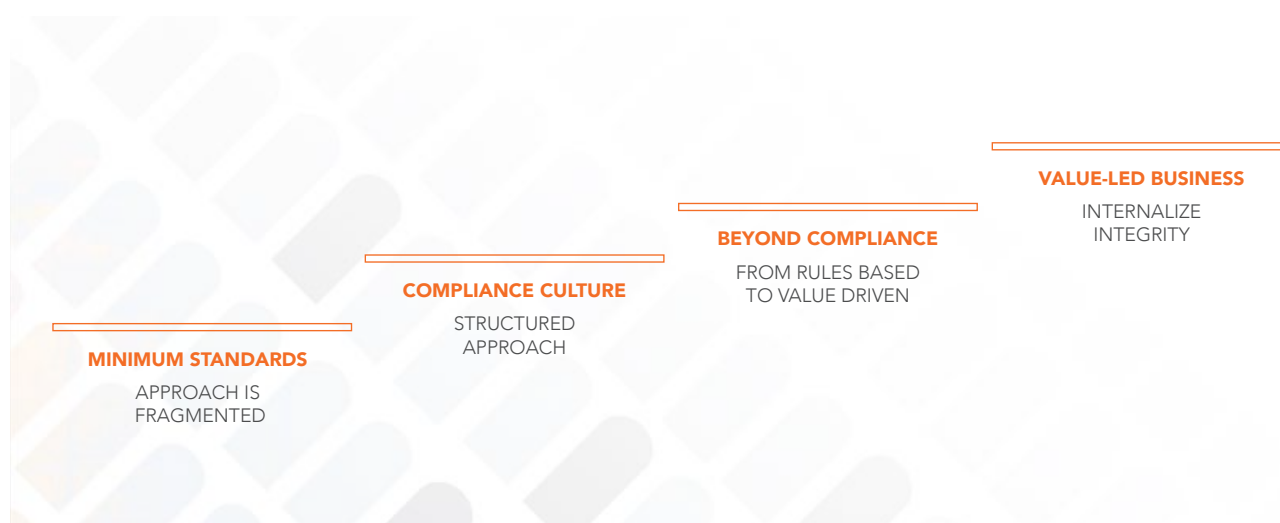 MINIMUM STANDARDS
APPROACH IS
FRAGMENTED
COMPLIANCE CULTURE
STRUCTURED
APPROACH
BEYOND COMPLIANCE
FROM RULES BASED
TO VALUE DRIVEN
VALUE-LED BUSINESS
INTERNALIZE
INTEGRITY